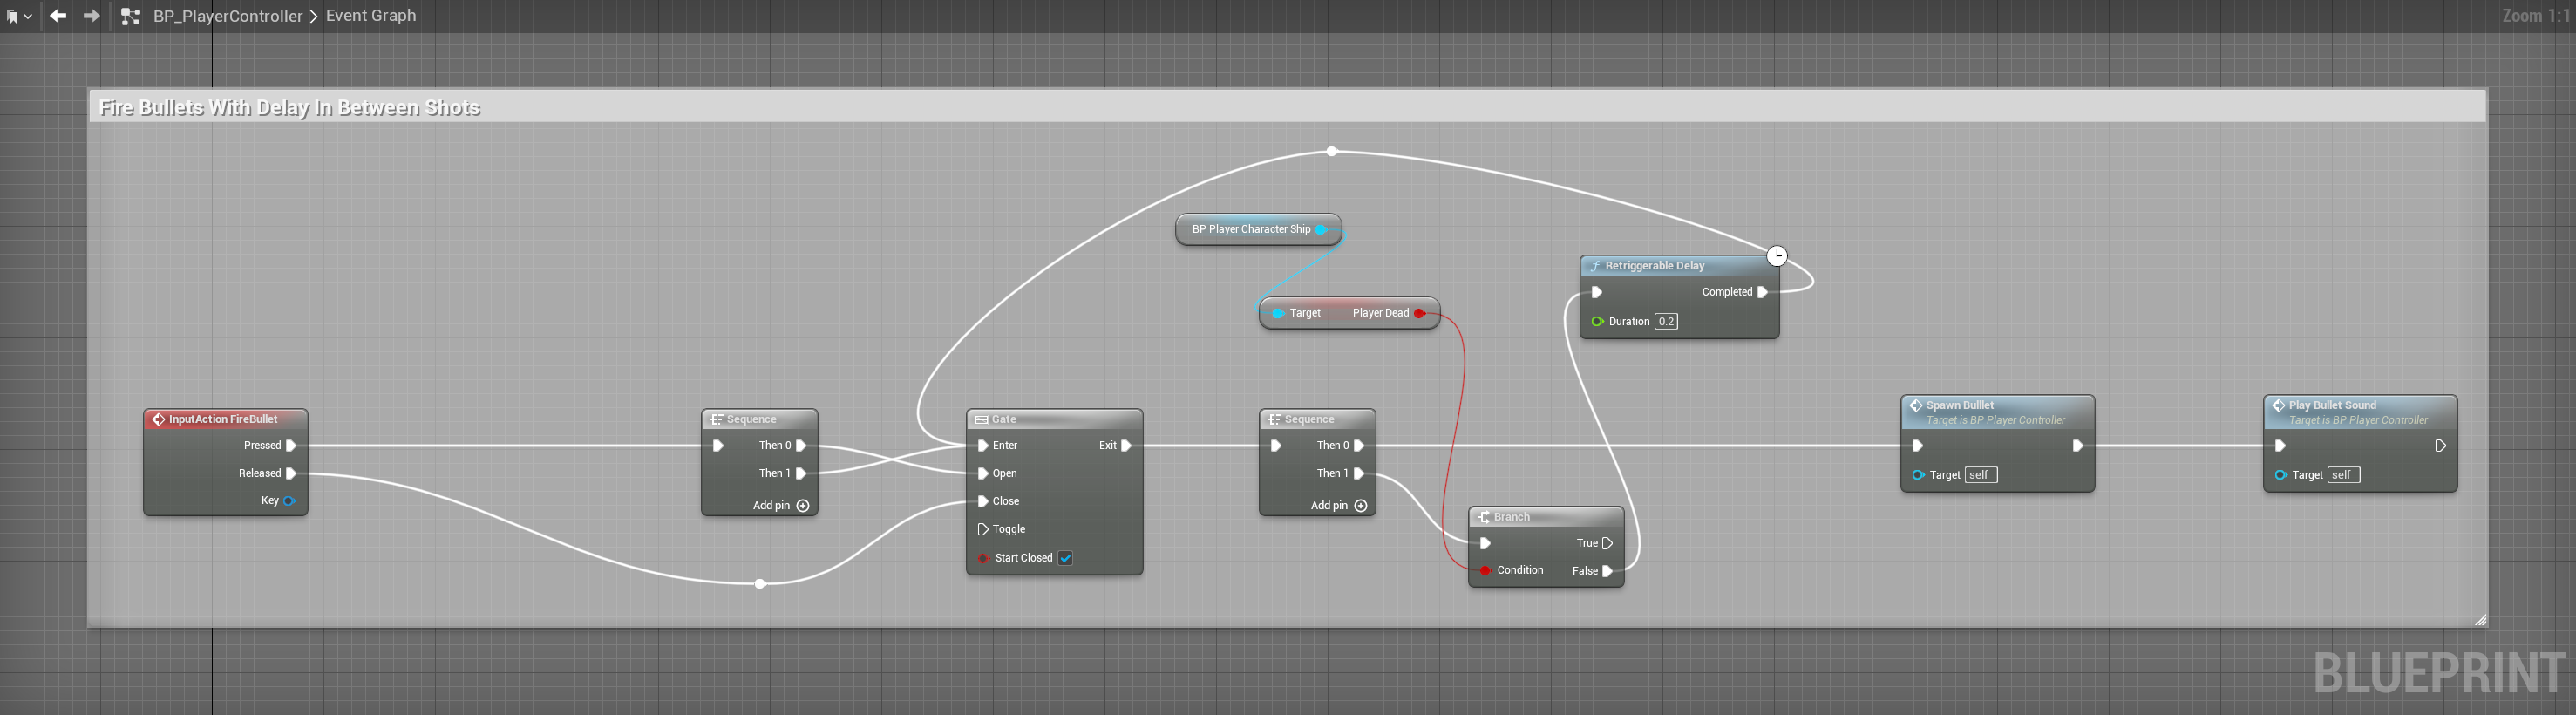 BP_PlayerController > Event Graph
Zoom 1:1
Fire Bullets With Delay In Between Shots
BP Player Character Ship
Target Player Dead
Retriggerable Delay
Completed
Duration 0.2
InputAction FireBullet
Pressed
Released
Key
Sequence
Then 0
Then 1
Add pin
Gate
Enter Exit
Open
Close
Toggle
Start Closed
Sequence
Then 0
Then 1
Add pin
Branch
True
Condition False
Spawn Bulllet
Target is BP Player Controller
Target self
Play Bullet Sound
Target is BP Player Controller
Target self
BLUEPRINT